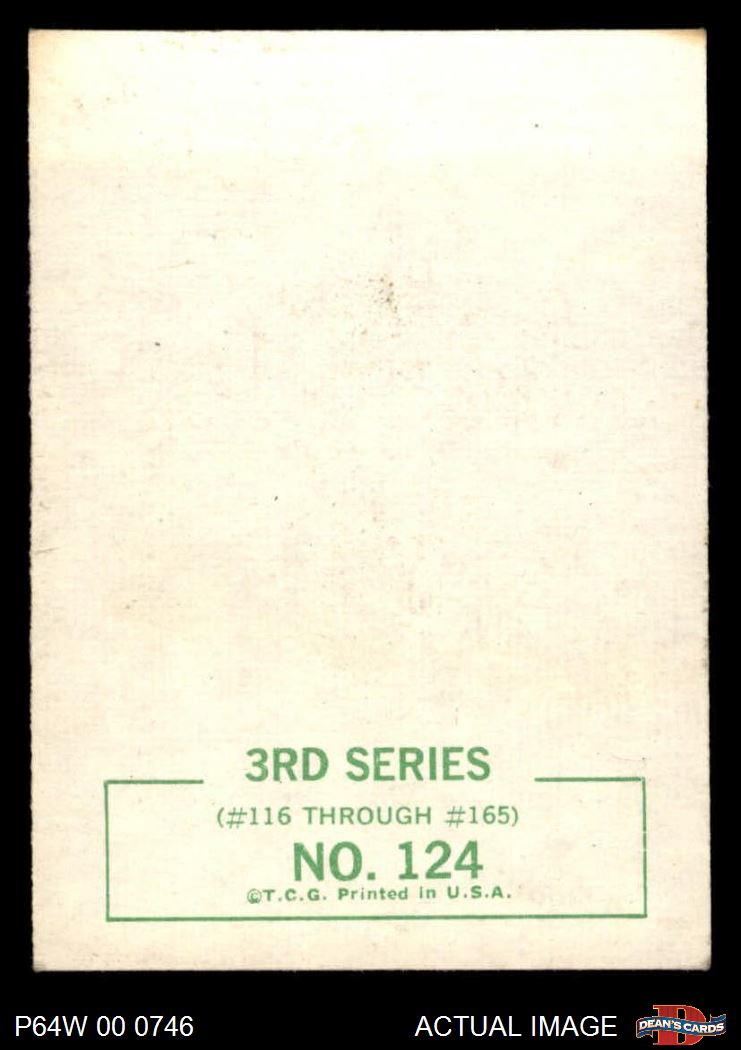 3RD SERIES
(#116 THROUGH #165)
NO. 124
©T.C.G. Printed in U.S.A.
P64W 00 0746
ACTUAL IMAGE
D
DEAN'S CARDS